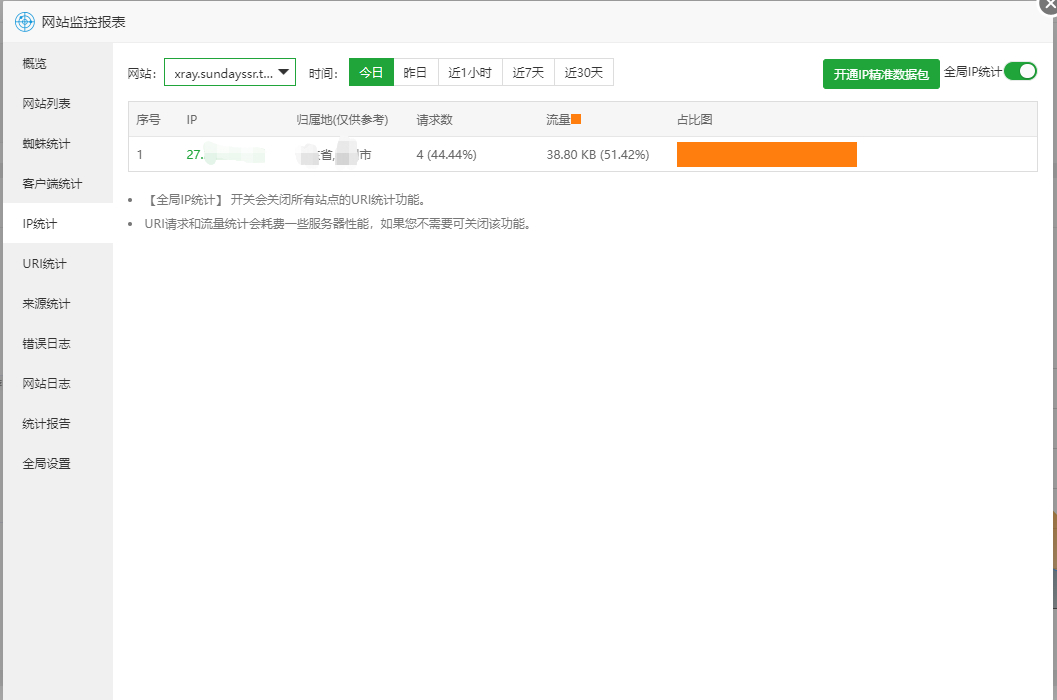 网站监控报表
概览
网站列表
蜘蛛统计
客户端统计
IP统计
URI统计
来源统计
错误日志
网站日志
统计报告
全局设置
网站: xray.sundayssr.t... 时间: 今日 昨日 近1小时 近7天 近30天 开通IP精准数据包 全局IP统计
序号 IP 归属地(仅供参考) 请求数 流量 占比图
1 27. 省, 市 4 (44.44%) 38.80 KB (51.42%)
• 【全局IP统计】 开关会关闭所有站点的URI统计功能。
• URI请求和流量统计会耗费一些服务器性能，如果您不需要可关闭该功能。